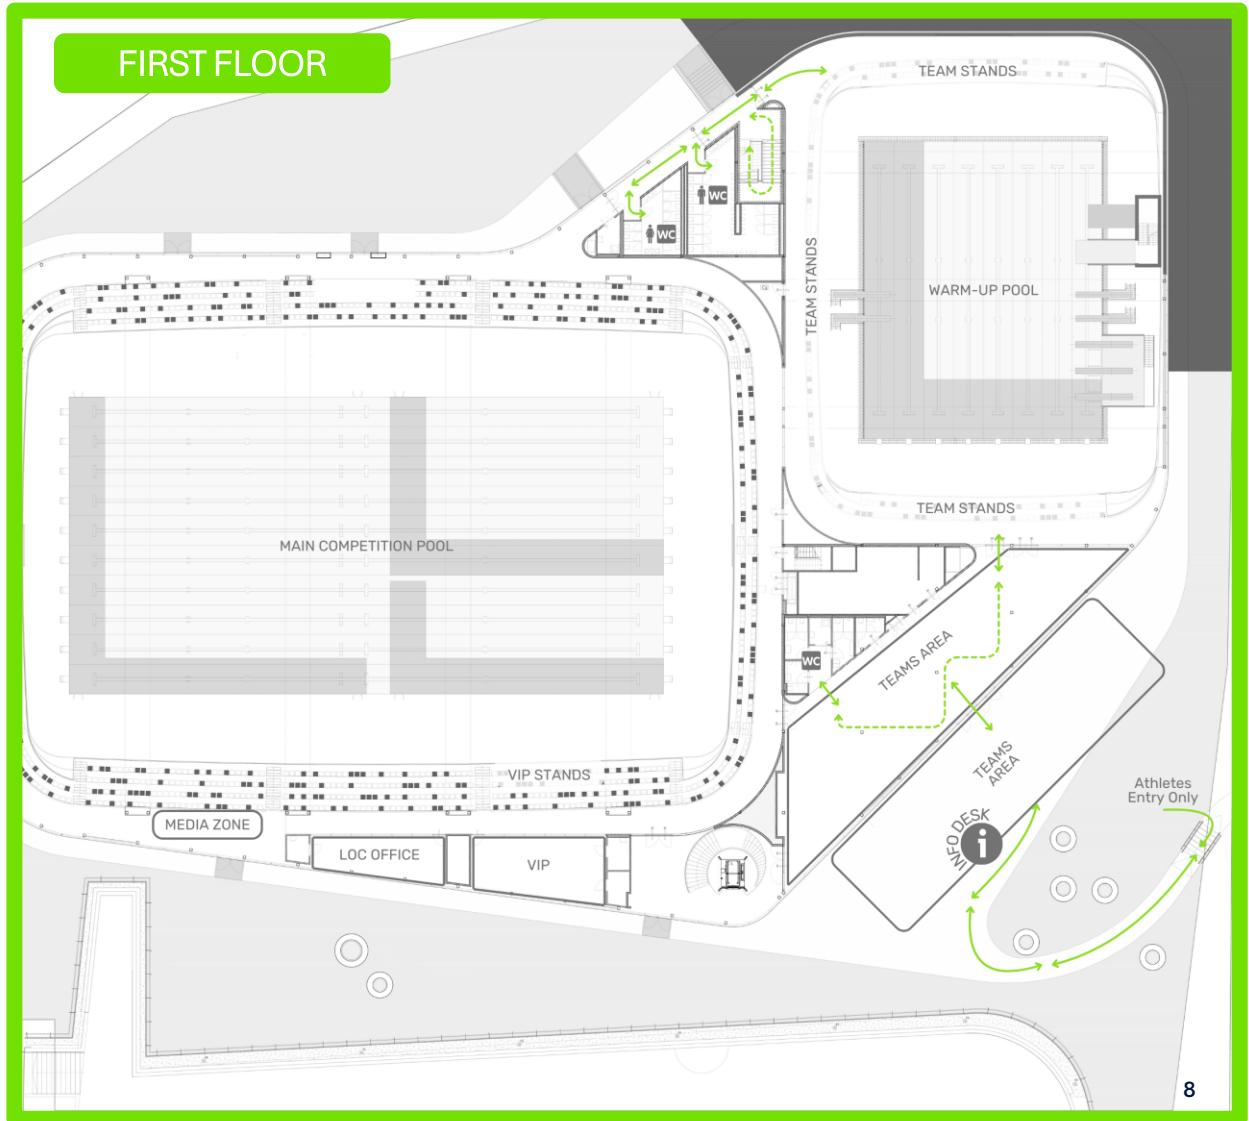 FIRST FLOOR
TEAM STANDS
WC
WC
TEAM STANDS
WARM-UP POOL
TEAM STANDS
MAIN COMPETITION POOL
WC
TEAMS AREA
TEAMS
AREA
VIP STANDS
Athletes
Entry Only
MEDIA ZONE
INFO DESK
i
LOC OFFICE
VIP
8